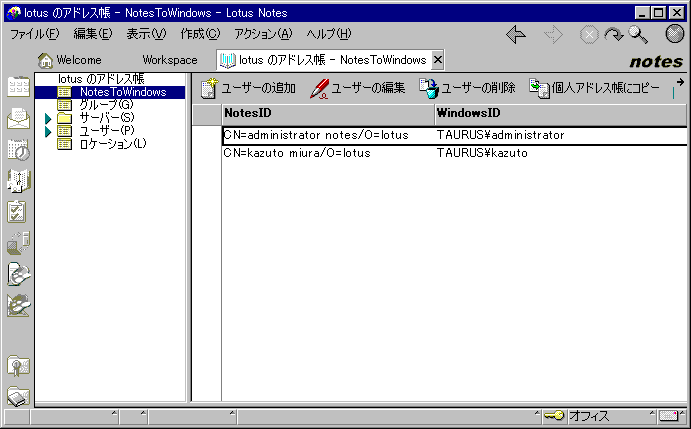 lotus のアドレス帳 - NotesToWindows - Lotus Notes
ファイル(F) 編集(E) 表示(V) 作成(C) アクション(A) ヘルプ(H)
Welcome Workspace lotus のアドレス帳 - NotesToWindows notes
lotus のアドレス帳
NotesToWindows
グループ(G)
サーバー(S)
ユーザー(P)
ロケーション(L)
ユーザーの追加 ユーザーの編集 ユーザーの削除 個人アドレス帳にコピー
NotesID WindowsID
CN=administrator notes/O=lotus TAURUS¥administrator
CN=kazuto miura/O=lotus TAURUS¥kazuto
オフィス